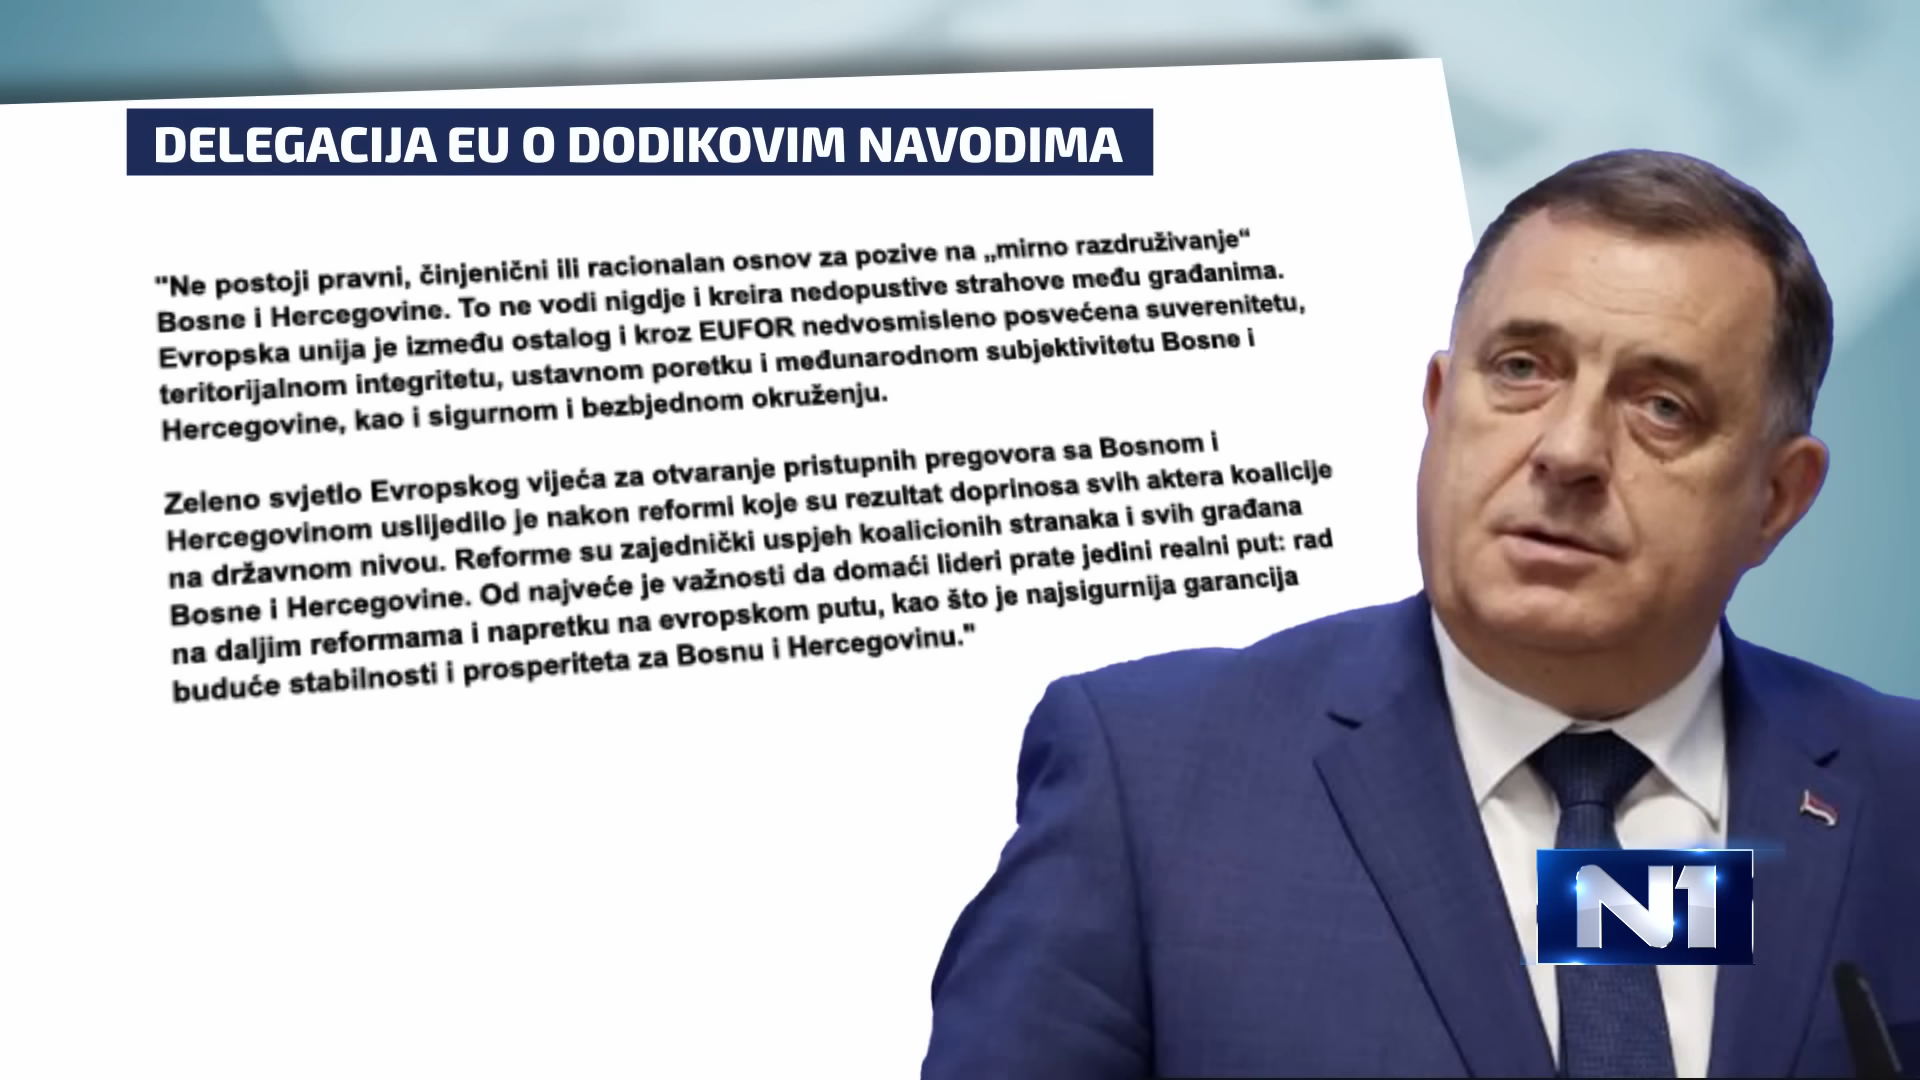 DELEGACIJA EU O DODIKOVIM NAVODIMA
"Ne postoji pravni, činjenični ili racionalan osnov za pozive na „mirno razdruživanje“
Bosne i Hercegovine. To ne vodi nigdje i kreira nedopustive strahove među građanima.
Evropska unija je između ostalog i kroz EUFOR nedvosmisleno posvećena suverenitetu,
teritorijalnom integritetu, ustavnom poretku i međunarodnom subjektivitetu Bosne i
Hercegovine, kao i sigurnom i bezbjednom okruženju.
Zeleno svjetlo Evropskog vijeća za otvaranje pristupnih pregovora sa Bosnom i
Hercegovinom uslijedilo je nakon reformi koje su rezultat doprinosa svih aktera koalicije
na državnom nivou. Reforme su zajednički uspjeh koalicionih stranaka i svih građana
Bosne i Hercegovine. Od najveće je važnosti da domaći lideri prate jedini realni put: rad
na daljim reformama i napretku na evropskom putu, kao što je najsigurnija garancija
buduće stabilnosti i prosperiteta za Bosnu i Hercegovinu."
N1